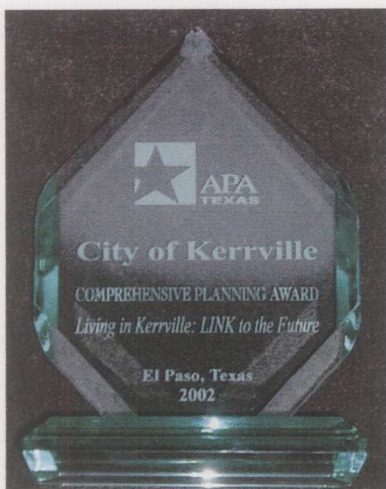 APA
TEXAS
City of Kerrville
COMPREHENSIVE PLANNING AWARD
Living in Kerrville: LINK to the Future
El Paso, Texas
2002